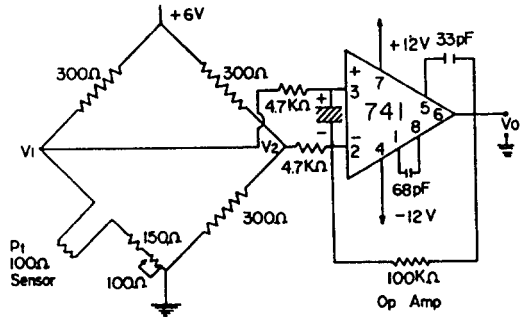 +6V
300Ω
300Ω
+12V
33pF
4.7KΩ
+
3
7
+
741
5
6
V1
V2
-
2
4
1
8
Vo
4.7KΩ
68pF
-12V
300Ω
Pt
100Ω
Sensor
150Ω
100Ω
100KΩ
Op Amp
-